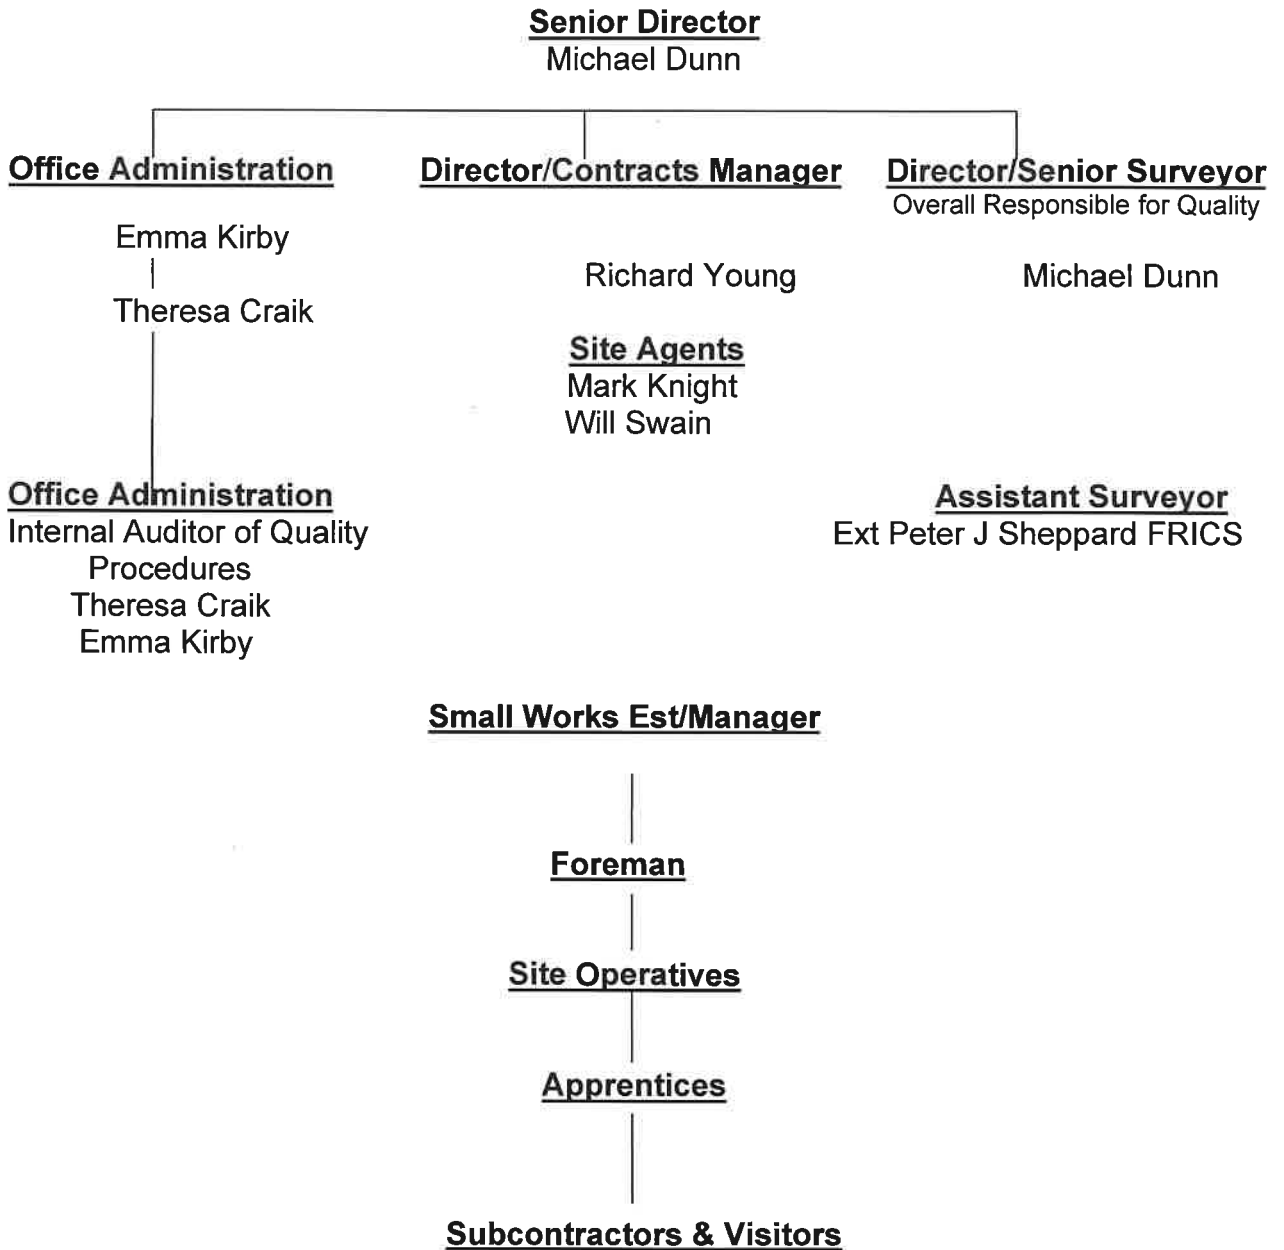 Senior Director
Michael Dunn
Office Administration
Emma Kirby
Theresa Craik
Director/Contracts Manager
Richard Young
Site Agents
Mark Knight
Will Swain
Director/Senior Surveyor
Overall Responsible for Quality
Michael Dunn
Office Administration
Internal Auditor of Quality
Procedures
Theresa Craik
Emma Kirby
Assistant Surveyor
Ext Peter J Sheppard FRICS
Small Works Est/Manager
Foreman
Site Operatives
Apprentices
Subcontractors & Visitors